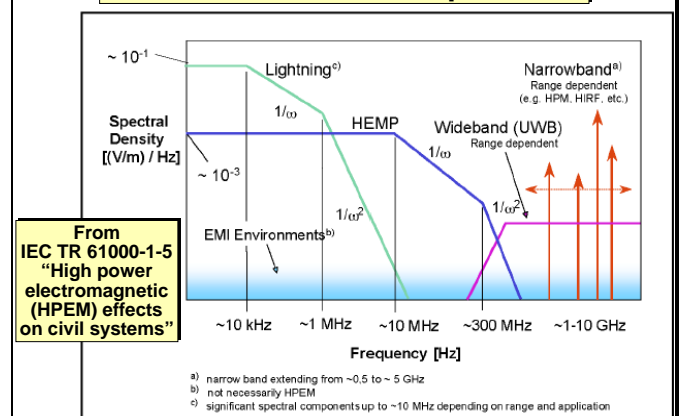 ~ 10⁻¹
Lightningᶜ⁾
Narrowbandᵃ⁾
Range dependent
(e.g. HPM, HIRF, etc.)
Spectral
Density
[(V/m) / Hz]
1/ω
HEMP
Wideband (UWB)
Range dependent
1/ω
~ 10⁻³
1/ω²
1/ω²
EMI Environmentsᵇ⁾
From
IEC TR 61000-1-5
“High power
electromagnetic
(HPEM) effects
on civil systems”
~10 kHz
~1 MHz
~10 MHz
~300 MHz
~1-10 GHz
Frequency [Hz]
a) narrow band extending from ~0,5 to ~ 5 GHz
b) not necessarily HPEM
c) significant spectral components up to ~10 MHz depending on range and application